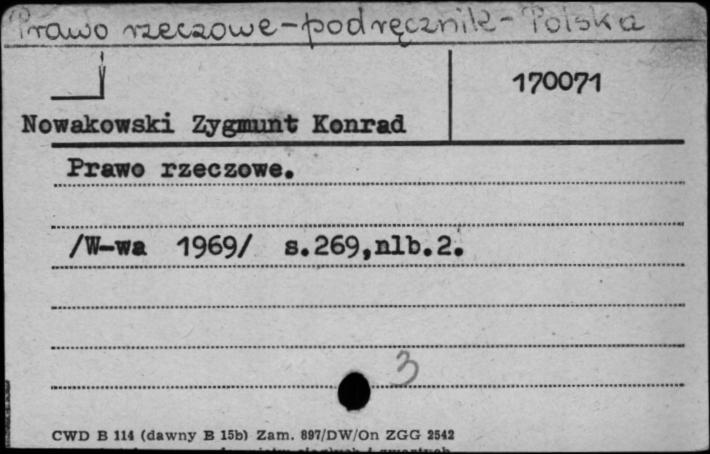 Prawo rzeczowe - podręcznik - Polska
170071
Nowakowski Zygmunt Konrad
Prawo rzeczowe.
/W-wa 1969/ s.269,nlb.2.
3
CWD B 114 (dawny B 15b) Zam. 897/DW/On ZGG 2542